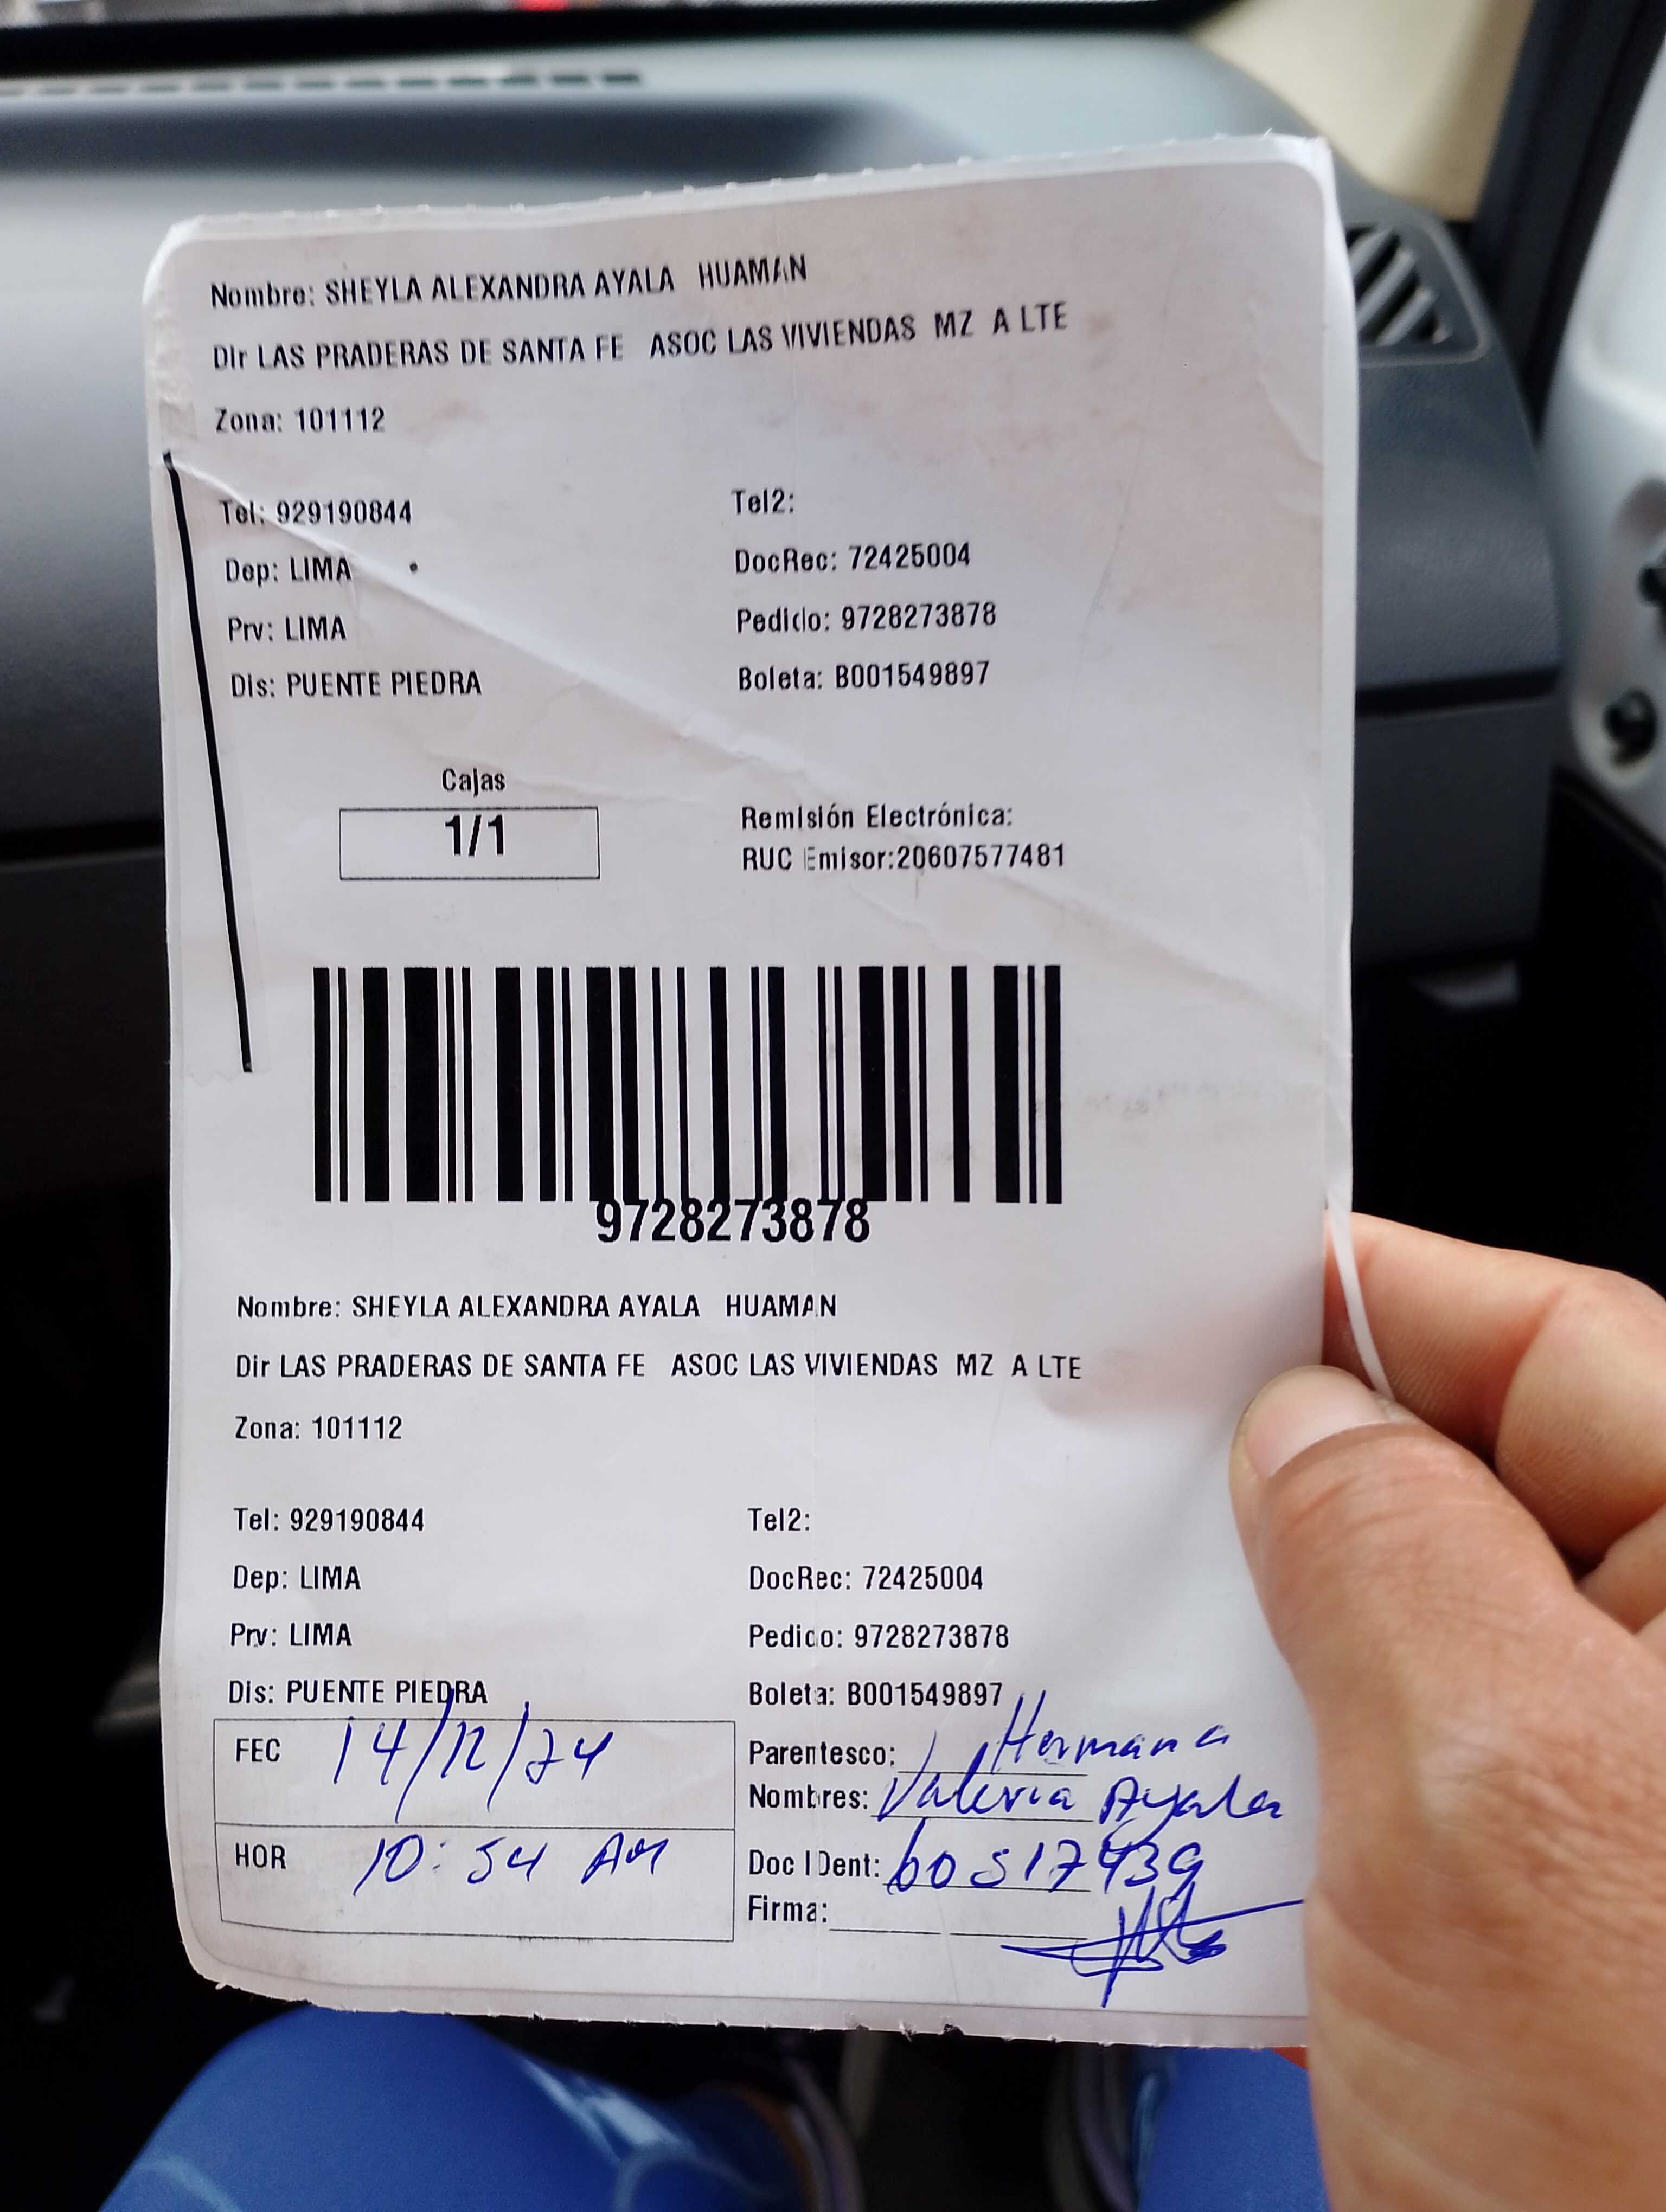 Nombre: SHEYLA ALEXANDRA AYALA HUAMAN
Dir LAS PRADERAS DE SANTA FE ASOC LAS VIVIENDAS MZ A LTE
Zona: 101112
Tel: 929190844 Tel2:
Dep: LIMA DocRec: 72425004
Prv: LIMA Pedido: 9728273878
Dis: PUENTE PIEDRA Boleta: B001549897
Cajas
1/1
Remisión Electrónica:
RUC Emisor:20607577481
9728273878
Nombre: SHEYLA ALEXANDRA AYALA HUAMAN
Dir LAS PRADERAS DE SANTA FE ASOC LAS VIVIENDAS MZ A LTE
Zona: 101112
Tel: 929190844 Tel2:
Dep: LIMA DocRec: 72425004
Prv: LIMA Pedido: 9728273878
Dis: PUENTE PIEDRA Boleta: B001549897
FEC 14/12/24 Parentesco: Hermana
Nombres: Valeria Ayala
HOR 10:54 AM Doc IDent: 60517439
Firma: